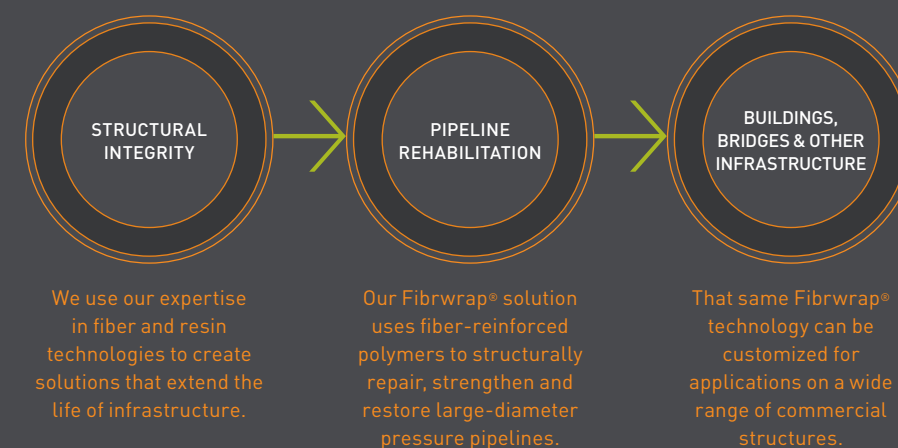 STRUCTURAL
INTEGRITY
PIPELINE
REHABILITATION
BUILDINGS,
BRIDGES & OTHER
INFRASTRUCTURE
We use our expertise
in fiber and resin
technologies to create
solutions that extend the
life of infrastructure.
Our Fibrwrap® solution
uses fiber-reinforced
polymers to structurally
repair, strengthen and
restore large-diameter
pressure pipelines.
That same Fibrwrap®
technology can be
customized for
applications on a wide
range of commercial
structures.